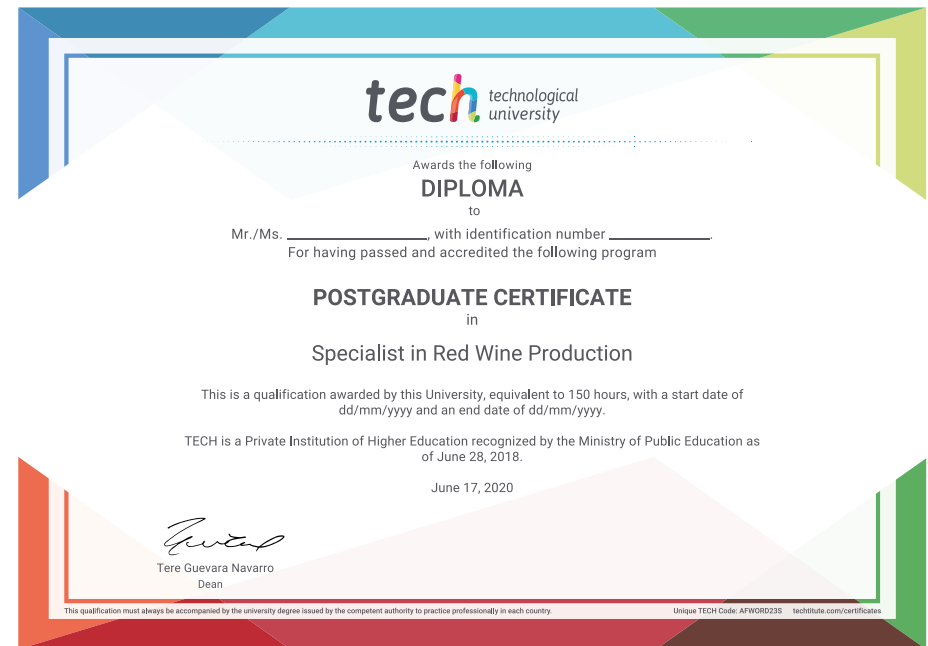 tech technological
university
Awards the following
DIPLOMA
to
Mr./Ms. ____________________, with identification number ______________.
For having passed and accredited the following program
POSTGRADUATE CERTIFICATE
in
Specialist in Red Wine Production
This is a qualification awarded by this University, equivalent to 150 hours, with a start date of
dd/mm/yyyy and an end date of dd/mm/yyyy.
TECH is a Private Institution of Higher Education recognized by the Ministry of Public Education as
of June 28, 2018.
June 17, 2020
Tere Guevara Navarro
Dean
This qualification must always be accompanied by the university degree issued by the competent authority to practice professionally in each country.
Unique TECH Code: AFWORD23S techtitute.com/certificates